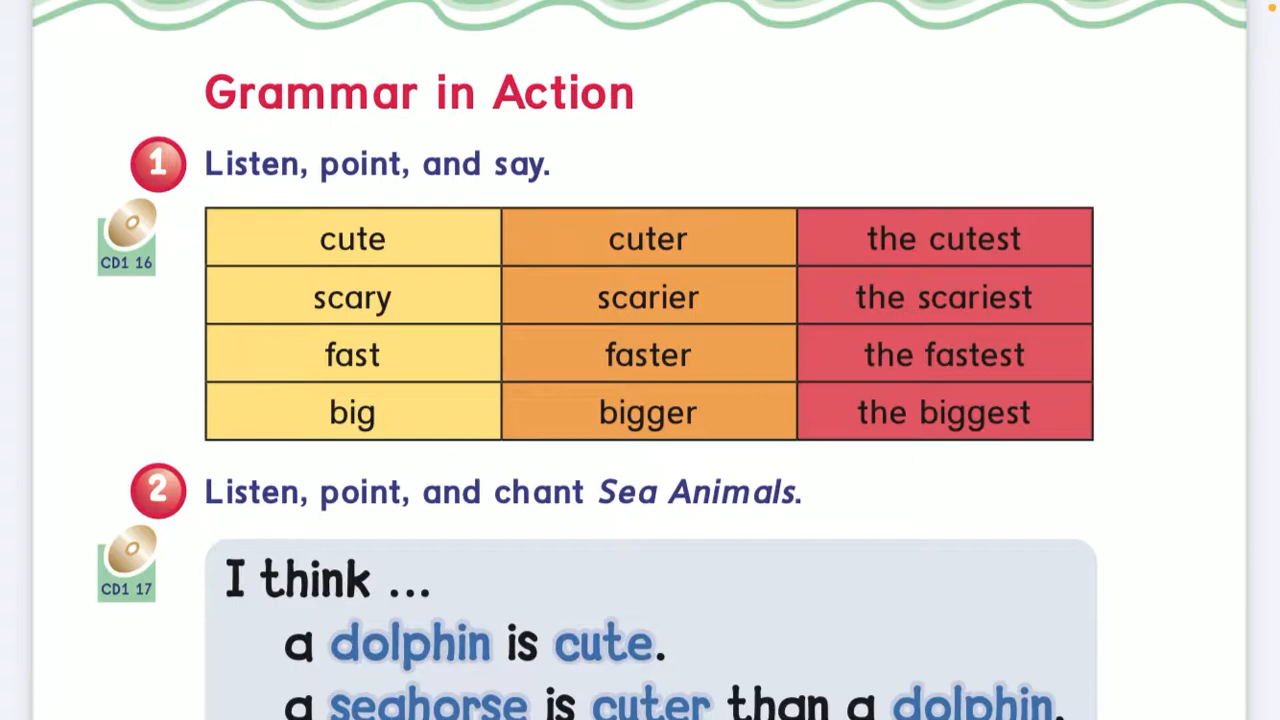 Grammar in Action
1 Listen, point, and say.
CD1 16
cute cuter the cutest
scary scarier the scariest
fast faster the fastest
big bigger the biggest
2 Listen, point, and chant Sea Animals.
CD1 17
I think ...
a dolphin is cute.
a seahorse is cuter than a dolphin.